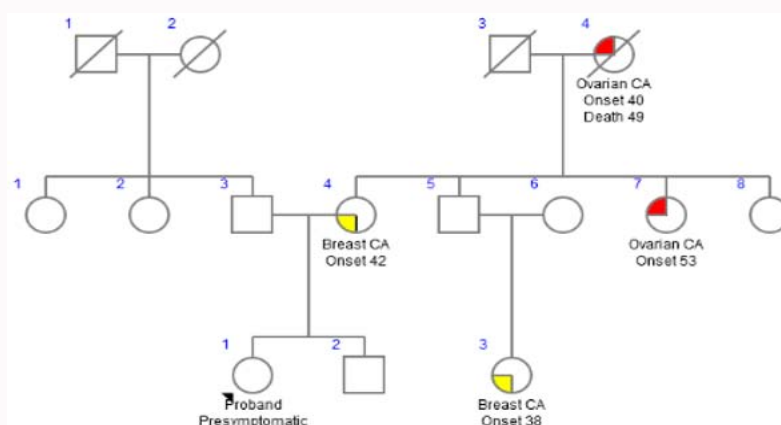 1 2 3 4
Ovarian CA
Onset 40
Death 49
1 2 3 4 5 6 7 8
Breast CA
Onset 42
Ovarian CA
Onset 53
1 2 3
Proband
Presymptomatic
Breast CA
Onset 38